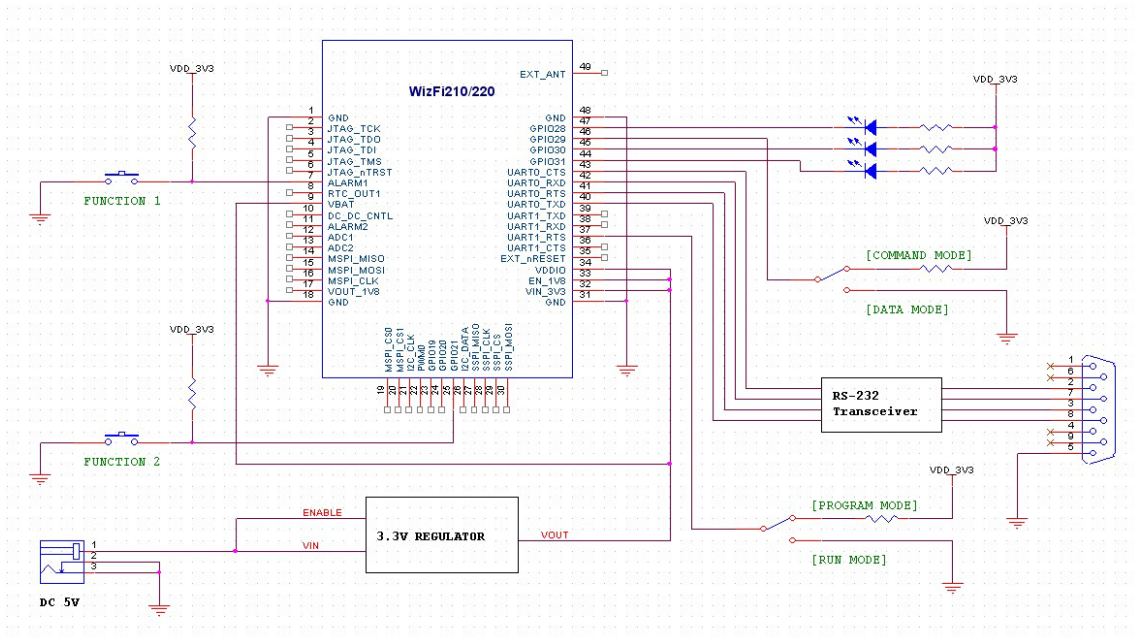 VDD_3V3
FUNCTION 1
VDD_3V3
FUNCTION 2
WizFi210/220
1 GND
2 JTAG_TCK
3 JTAG_TDO
4 JTAG_TDI
5 JTAG_TMS
6 JTAG_nTRST
7 ALARM1
8 RTC_OUT1
9 VBAT
10 DC_DC_CNTL
11 ALARM2
12 ADC1
13 ADC2
14 MSPI_MISO
15 MSPI_MOSI
16 MSPI_CLK
17 VOUT_1V8
18 GND
EXT_ANT 49
GND 48
GPIO28 47
GPIO29 46
GPIO30 45
GPIO31 44
UART0_CTS 43
UART0_RXD 42
UART0_RTS 41
UART0_TXD 40
UART1_TXD 39
UART1_RXD 38
UART1_RTS 37
UART1_CTS 36
EXT_nRESET 35
VDDIO 34
EN_1V8 33
VIN_3V3 32
GND 31
MSPI_CS0 19
MSPI_CS1 20
I2C_CLK 21
PWM0 22
GPIO19 23
GPIO20 24
GPIO21 25
I2C_DATA 26
SSPI_MISO 27
SSPI_CLK 28
SSPI_CS 29
SSPI_MOSI 30
VDD_3V3
VDD_3V3
[COMMAND MODE]
[DATA MODE]
RS-232
Transceiver
1
6
2
7
3
8
4
9
5
VDD_3V3
[PROGRAM MODE]
[RUN MODE]
ENABLE
VIN
3.3V REGULATOR
VOUT
1
2
3
DC 5V